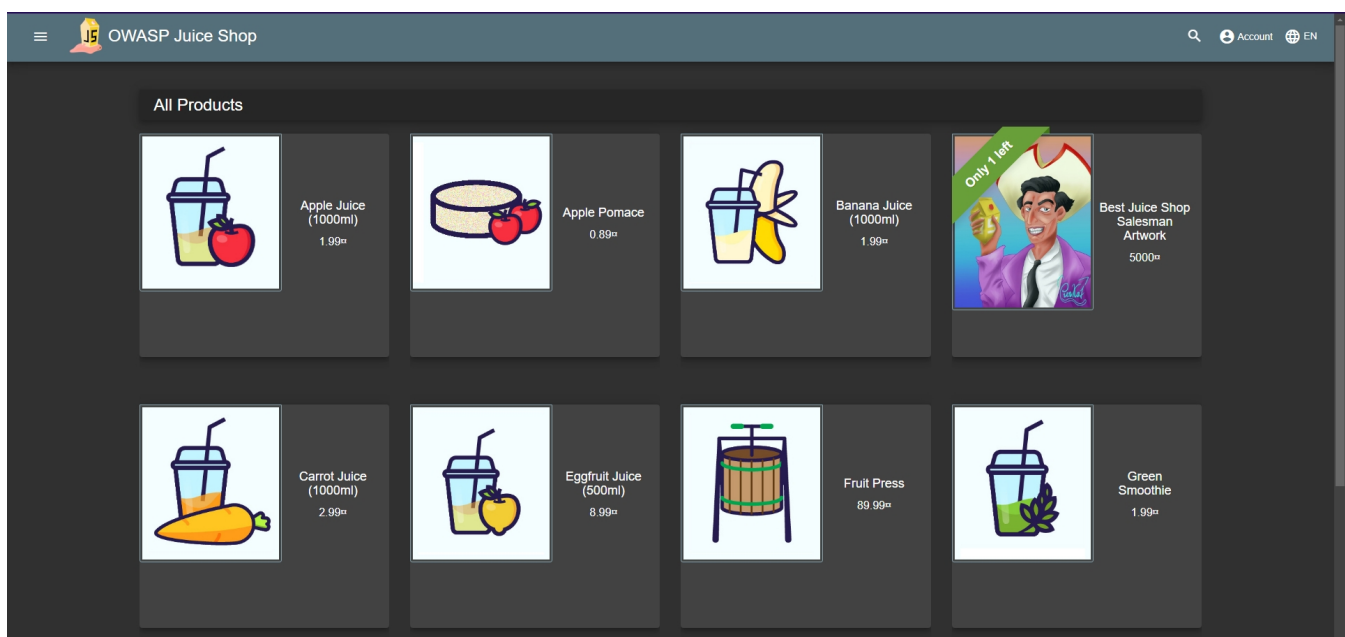 JS OWASP Juice Shop
Account EN
All Products
Apple Juice
(1000ml)
1.99¤
Apple Pomace
0.89¤
Banana Juice
(1000ml)
1.99¤
Only 1 left
Best Juice Shop
Salesman
Artwork
5000¤
Carrot Juice
(1000ml)
2.99¤
Eggfruit Juice
(500ml)
8.99¤
Fruit Press
89.99¤
Green
Smoothie
1.99¤